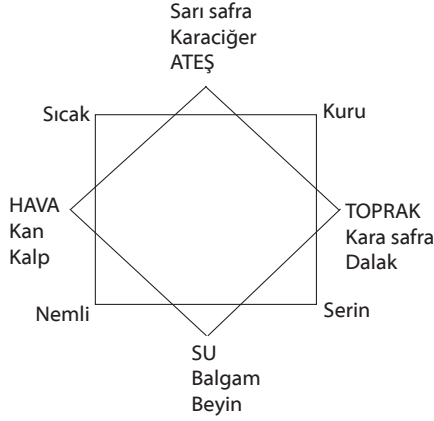 Sarı safra
Karaciğer
ATEŞ
Sıcak
Kuru
HAVA
Kan
Kalp
TOPRAK
Kara safra
Dalak
Nemli
Serin
SU
Balgam
Beyin